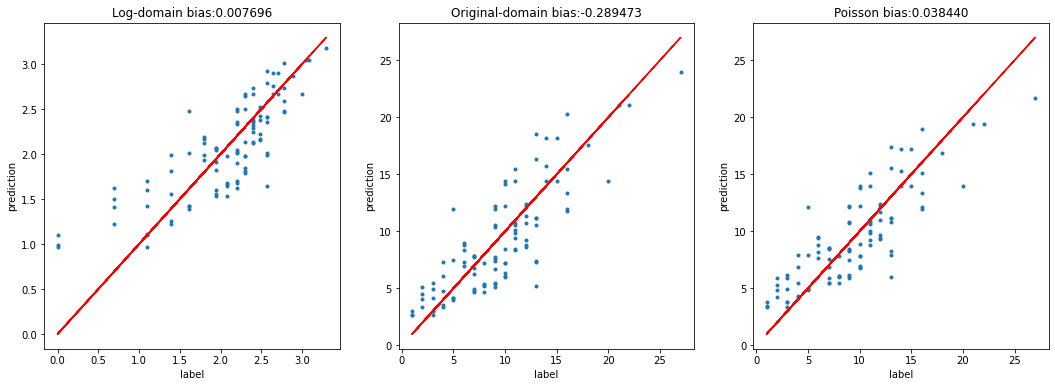 Log-domain bias:0.007696
prediction
3.0
2.5
2.0
1.5
1.0
0.5
0.0
0.0 0.5 1.0 1.5 2.0 2.5 3.0
label
Original-domain bias:-0.289473
prediction
25
20
15
10
5
0
0 5 10 15 20 25
label
Poisson bias:0.038440
prediction
25
20
15
10
5
0
0 5 10 15 20 25
label